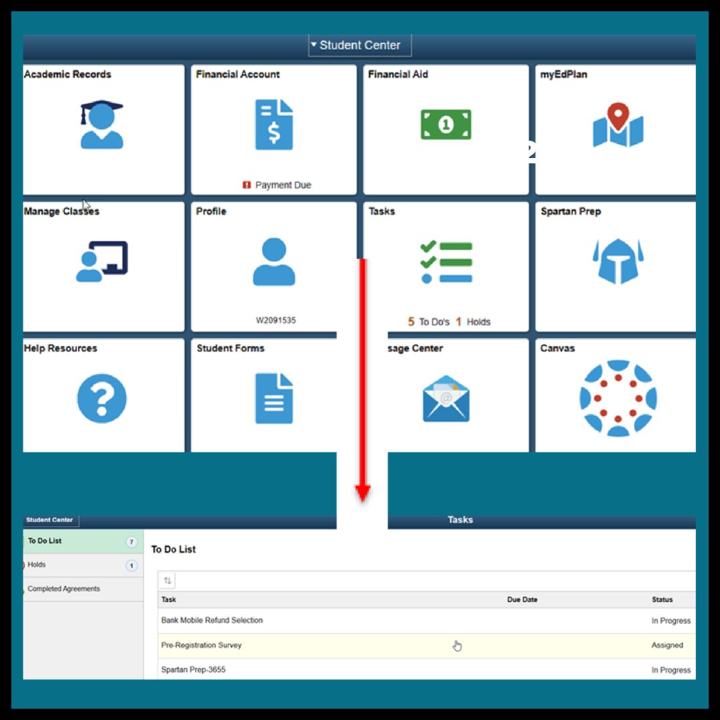 Student Center
Academic Records
Financial Account
Financial Aid
myEdPlan
2
Payment Due
Manage Classes
Profile
Tasks
Spartan Prep
W2091535
5 To Do's 1 Holds
Help Resources
Student Forms
sage Center
Canvas
Student Center
Tasks
To Do List 7
Holds 1
Completed Agreements
To Do List
Task
Due Date
Status
Bank Mobile Refund Selection
In Progress
Pre-Registration Survey
Assigned
Spartan Prep-3655
In Progress